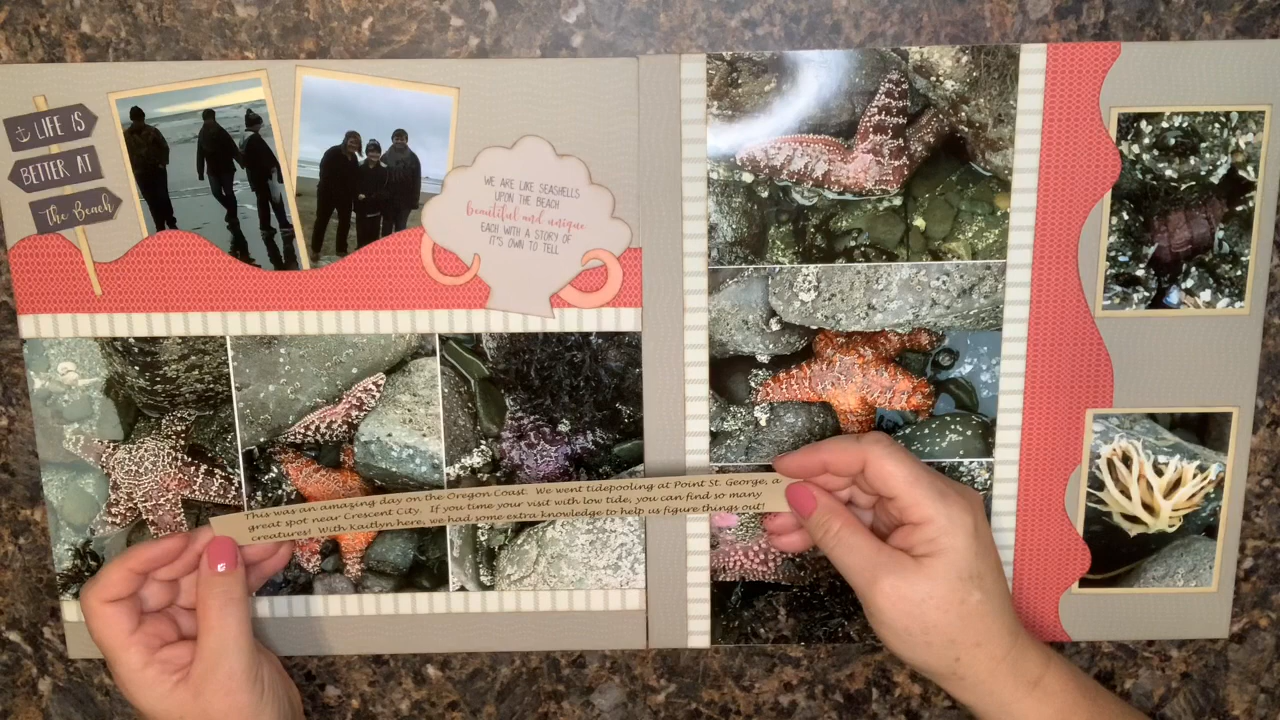 LIFE IS
BETTER AT
The Beach
WE ARE LIKE SEASHELLS
UPON THE BEACH
beautiful and unique
EACH WITH A STORY OF
IT'S OWN TO TELL
This was an amazing day on the Oregon Coast. We went tidepooling at Point St. George, a
great spot near Crescent City. If you time your visit with low tide, you can find so many
creatures! With Kaitlyn here, we had some extra knowledge to help us figure things out!